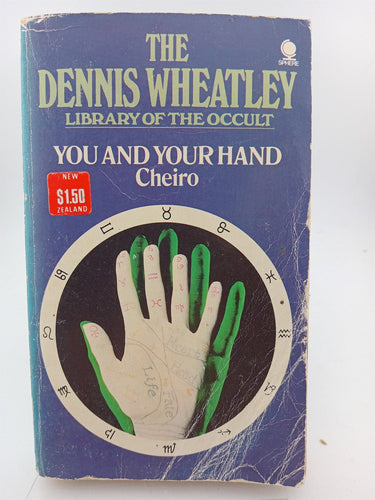 THE
DENNIS WHEATLEY
LIBRARY OF THE OCCULT
SPHERE
YOU AND YOUR HAND
Cheiro
NEW
$1.50
ZEALAND
Heart
Head
Life
Fate